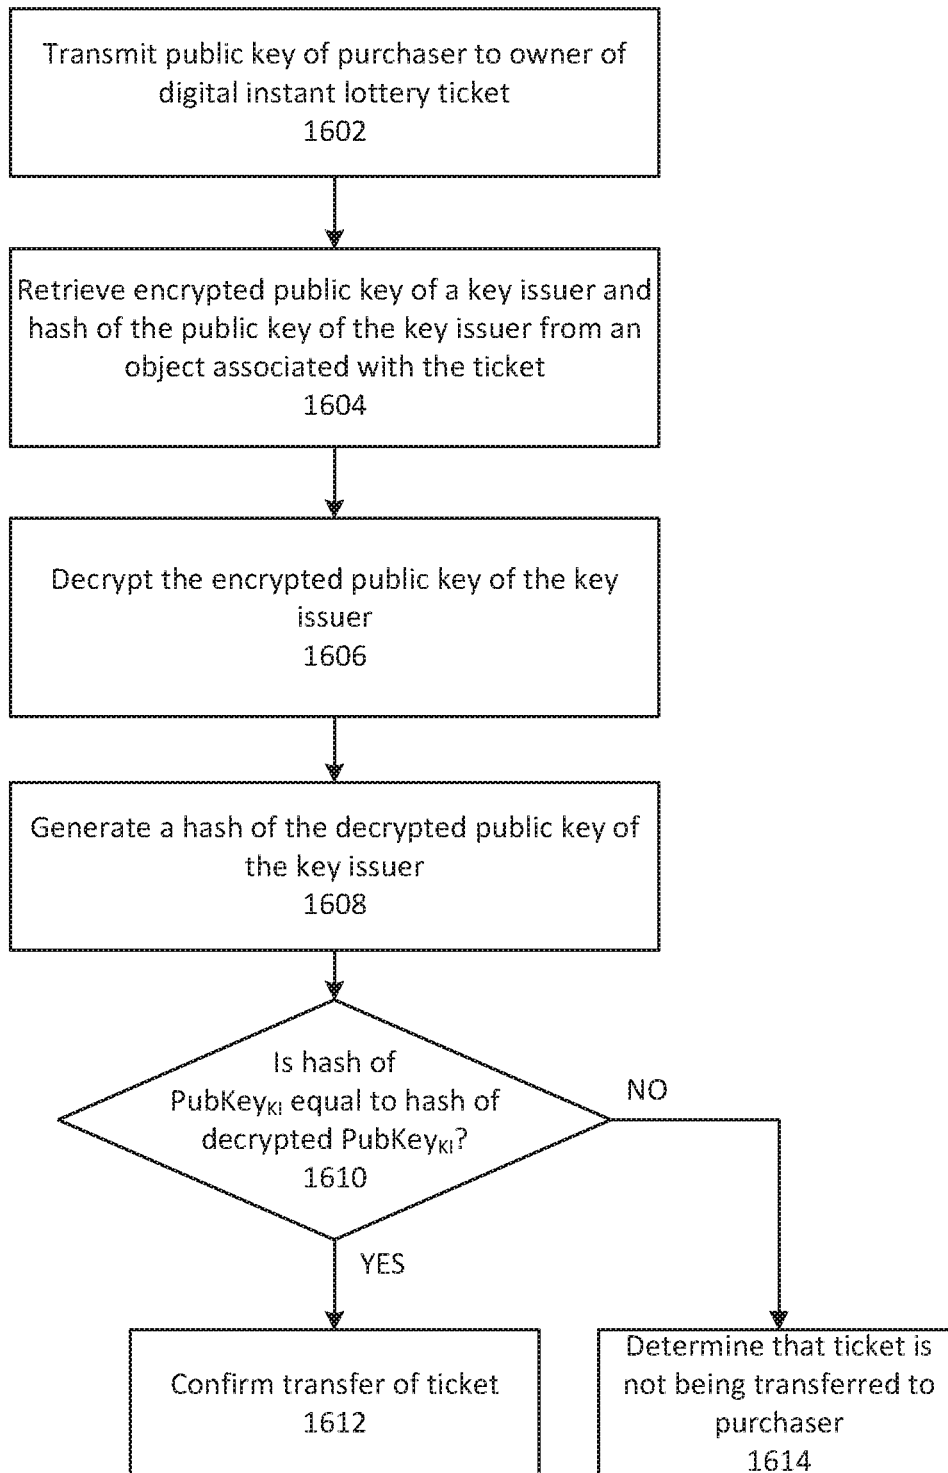 Transmit public key of purchaser to owner of
digital instant lottery ticket
1602
Retrieve encrypted public key of a key issuer and
hash of the public key of the key issuer from an
object associated with the ticket
1604
Decrypt the encrypted public key of the key
issuer
1606
Generate a hash of the decrypted public key of
the key issuer
1608
Is hash of
PubKeyKI equal to hash of
decrypted PubKeyKI?
1610
NO
YES
Confirm transfer of ticket
1612
Determine that ticket is
not being transferred to
purchaser
1614